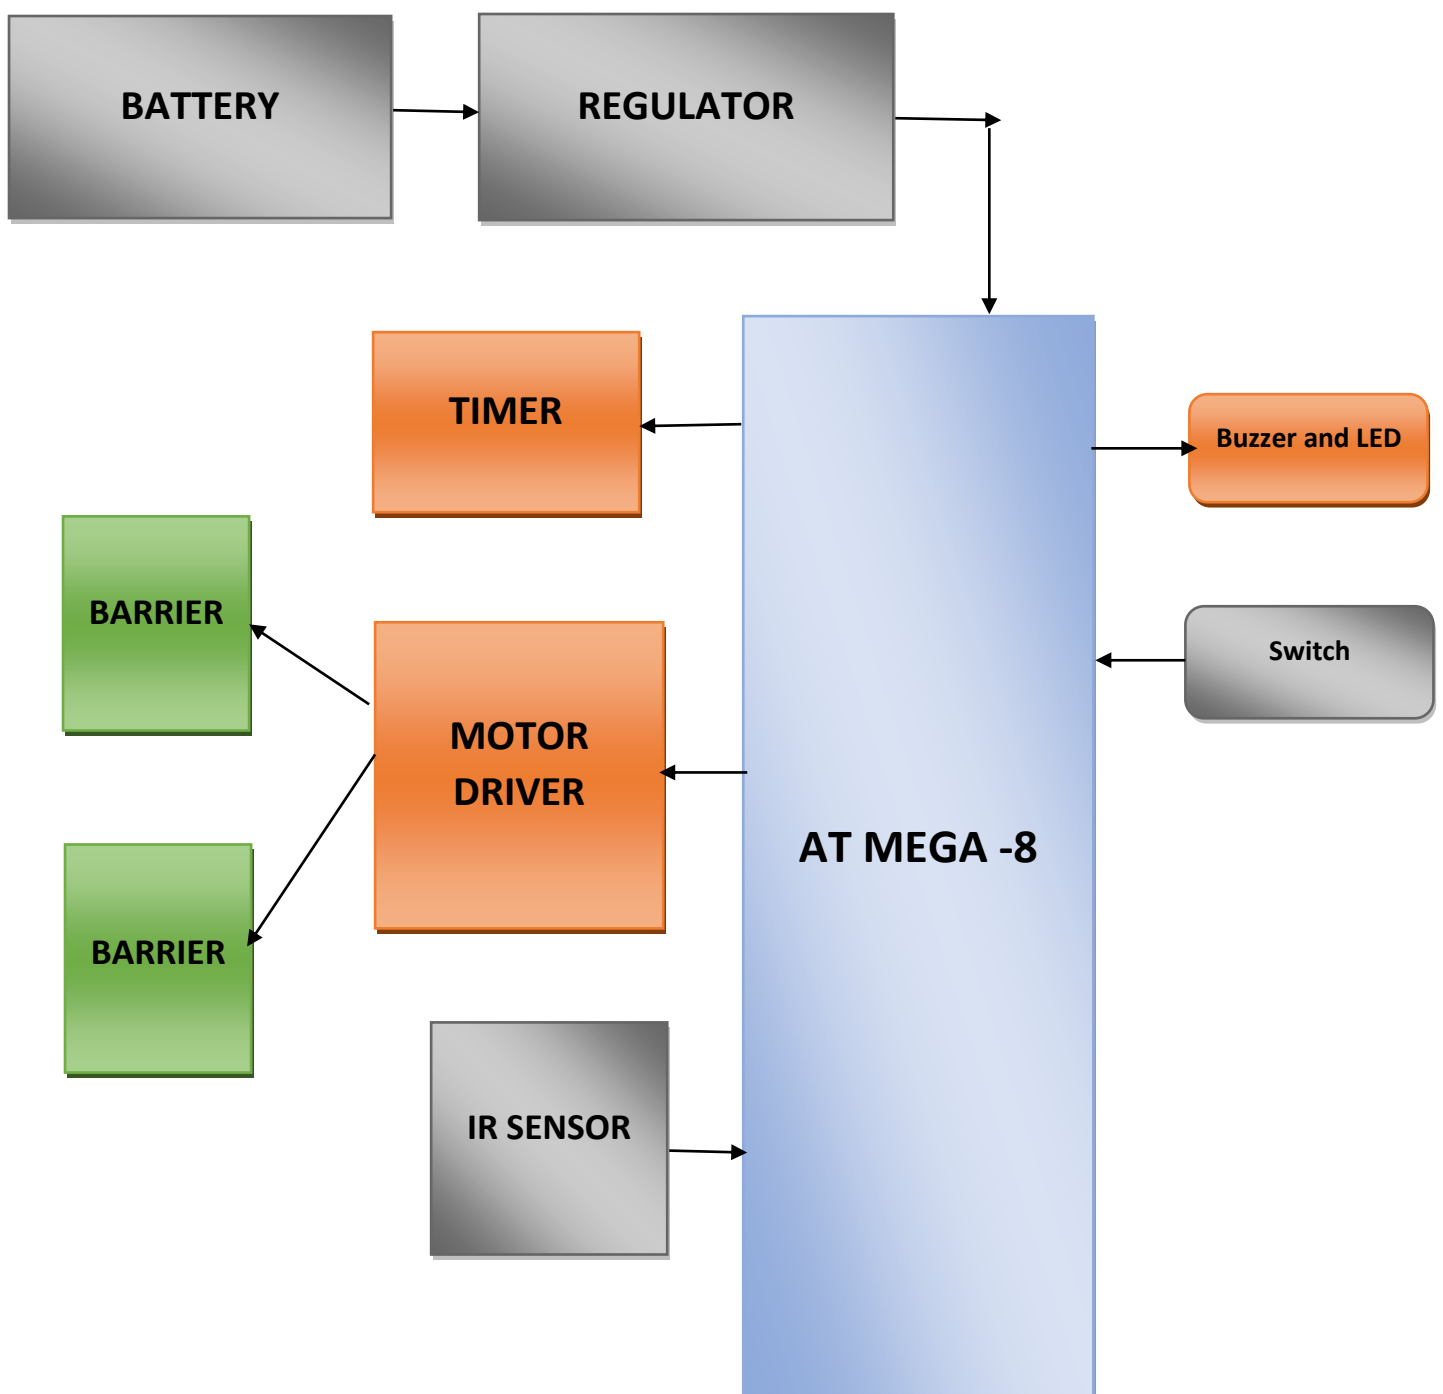 BATTERY
REGULATOR
TIMER
Buzzer and LED
BARRIER
Switch
MOTOR
DRIVER
AT MEGA -8
BARRIER
IR SENSOR